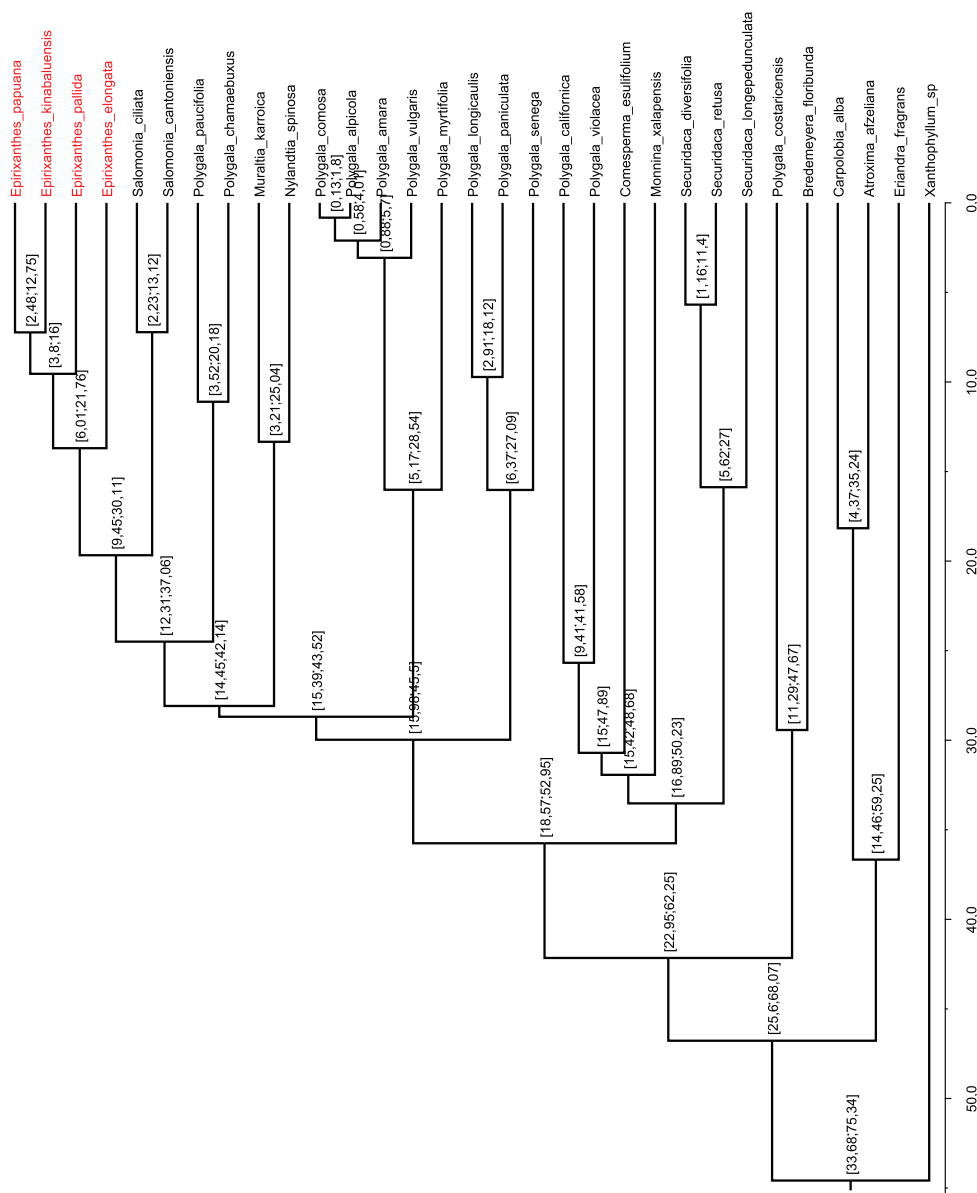 Epirixanthes_papuana
Epirixanthes_kinabaluensis
Epirixanthes_pallida
Epirixanthes_elongata
Salomonia_ciliata
Salomonia_cantoniensis
Polygala_paucifolia
Polygala_chamaebuxus
Muraltia_karroica
Nylandtia_spinosa
Polygala_comosa
Polygala_alpicola
Polygala_amara
Polygala_vulgaris
Polygala_myrtifolia
Polygala_longicaulis
Polygala_paniculata
Polygala_senega
Polygala_californica
Polygala_violacea
Comesperma_esulifolium
Monnina_xalapensis
Securidaca_diversifolia
Securidaca_retusa
Securidaca_longepedunculata
Polygala_costaricensis
Bredemeyera_floribunda
Carpolobia_alba
Atroxima_afzeliana
Eriandra_fragrans
Xanthophyllum_sp
[2,48;12,75]
[3,8;16]
[6,01;21,76]
[9,45;30,11]
[2,23;13,12]
[12,31;37,06]
[3,52;20,18]
[14,45;42,14]
[3,21;25,04]
[15,39;43,52]
[0,13;1,8]
[0,58;4,01]
[0,88;5,7]
[5,17;28,54]
[15,98;45,5]
[2,91;18,12]
[6,37;27,09]
[18,57;52,95]
[9,41;41,58]
[15;47,89]
[15,42;48,68]
[16,89;50,23]
[1,16;11,4]
[5,62;27]
[22,95;62,25]
[11,29;47,67]
[25,6;68,07]
[4,37;35,24]
[14,46;59,25]
[33,68;75,34]
0.0
10.0
20.0
30.0
40.0
50.0